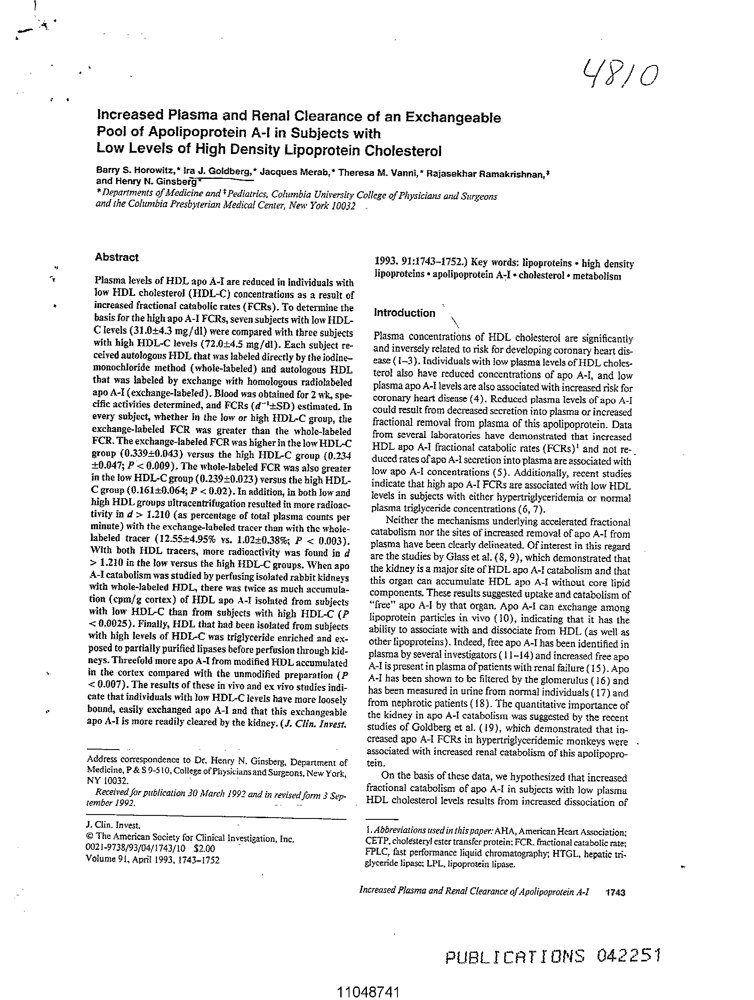 4810
Increased Plasma and Renal Clearance of an Exchangeable
Pool of Apolipoprotein A-I in Subjects with
Low Levels of High Density Lipoprotein Cholesterol
Barry S. Horowitz,* Ira J. Goldberg,* Jacques Merab,* Theresa M. Vanni,* Rajasekhar Ramakrishnan,‡
and Henry N. Ginsberg*
*Departments of Medicine and ‡Pediatrics, Columbia University College of Physicians and Surgeons
and the Columbia Presbyterian Medical Center, New York 10032
Abstract
Plasma levels of HDL apo A-I are reduced in individuals with
low HDL cholesterol (HDL-C) concentrations as a result of
increased fractional catabolic rates (FCRs). To determine the
basis for the high apo A-I FCRs, seven subjects with low HDL-
C levels (31.0±4.3 mg/dl) were compared with three subjects
with high HDL-C levels (72.0±4.5 mg/dl). Each subject re-
ceived autologous HDL that was labeled directly by the iodine-
monochloride method (whole-labeled) and autologous HDL
that was labeled by exchange with homologous radiolabeled
apo A-I (exchange-labeled). Blood was obtained for 2 wk, spe-
cific activities determined, and FCRs (d⁻¹±SD) estimated. In
every subject, whether in the low or high HDL-C group, the
exchange-labeled FCR was greater than the whole-labeled
FCR. The exchange-labeled FCR was higher in the low HDL-C
group (0.339±0.043) versus the high HDL-C group (0.234
±0.047; P < 0.009). The whole-labeled FCR was also greater
in the low HDL-C group (0.239±0.023) versus the high HDL-
C group (0.161±0.064; P < 0.02). In addition, in both low and
high HDL groups ultracentrifugation resulted in more radioac-
tivity in d > 1.210 (as percentage of total plasma counts per
minute) with the exchange-labeled tracer than with the whole-
labeled tracer (12.55±4.95% vs. 1.02±0.38%; P < 0.003).
With both HDL tracers, more radioactivity was found in d
> 1.210 in the low versus the high HDL-C groups. When apo
A-I catabolism was studied by perfusing isolated rabbit kidneys
with whole-labeled HDL, there was twice as much accumula-
tion (cpm/g cortex) of HDL apo A-I isolated from subjects
with low HDL-C than from subjects with high HDL-C (P
< 0.0025). Finally, HDL that had been isolated from subjects
with high levels of HDL-C was triglyceride enriched and ex-
posed to partially purified lipases before perfusion through kid-
neys. Threefold more apo A-I from modified HDL accumulated
in the cortex compared with the unmodified preparation (P
< 0.007). The results of these in vivo and ex vivo studies indi-
cate that individuals with low HDL-C levels have more loosely
bound, easily exchanged apo A-I and that this exchangeable
apo A-I is more readily cleared by the kidney. (J. Clin. Invest.
Address correspondence to Dr. Henry N. Ginsberg, Department of
Medicine, P & S 9-510, College of Physicians and Surgeons, New York,
NY 10032.
Received for publication 30 March 1992 and in revised form 3 Sep-
tember 1992.
J. Clin. Invest.
© The American Society for Clinical Investigation, Inc.
0021-9738/93/04/1743/10 $2.00
Volume 91, April 1993, 1743–1752
1993. 91:1743–1752.) Key words: lipoproteins • high density
lipoproteins • apolipoprotein A-I • cholesterol • metabolism
Introduction
Plasma concentrations of HDL cholesterol are significantly
and inversely related to risk for developing coronary heart dis-
ease (1–3). Individuals with low plasma levels of HDL choles-
terol also have reduced concentrations of apo A-I, and low
plasma apo A-I levels are also associated with increased risk for
coronary heart disease (4). Reduced plasma levels of apo A-I
could result from decreased secretion into plasma or increased
fractional removal from plasma of this apolipoprotein. Data
from several laboratories have demonstrated that increased
HDL apo A-I fractional catabolic rates (FCRs)¹ and not re-
duced rates of apo A-I secretion into plasma are associated with
low apo A-I concentrations (5). Additionally, recent studies
indicate that high apo A-I FCRs are associated with low HDL
levels in subjects with either hypertriglyceridemia or normal
plasma triglyceride concentrations (6, 7).
Neither the mechanisms underlying accelerated fractional
catabolism nor the sites of increased removal of apo A-I from
plasma have been clearly delineated. Of interest in this regard
are the studies by Glass et al. (8, 9), which demonstrated that
the kidney is a major site of HDL apo A-I catabolism and that
this organ can accumulate HDL apo A-I without core lipid
components. These results suggested uptake and catabolism of
"free" apo A-I by that organ. Apo A-I can exchange among
lipoprotein particles in vivo (10), indicating that it has the
ability to associate with and dissociate from HDL (as well as
other lipoproteins). Indeed, free apo A-I has been identified in
plasma by several investigators (11–14) and increased free apo
A-I is present in plasma of patients with renal failure (15). Apo
A-I has been shown to be filtered by the glomerulus (16) and
has been measured in urine from normal individuals (17) and
from nephrotic patients (18). The quantitative importance of
the kidney in apo A-I catabolism was suggested by the recent
studies of Goldberg et al. (19), which demonstrated that in-
creased apo A-I FCRs in hypertriglyceridemic monkeys were
associated with increased renal catabolism of this apolipopro-
tein.
On the basis of these data, we hypothesized that increased
fractional catabolism of apo A-I in subjects with low plasma
HDL cholesterol levels results from increased dissociation of
1. Abbreviations used in this paper: AHA, American Heart Association;
CETP, cholesteryl ester transfer protein; FCR, fractional catabolic rate;
FPLC, fast performance liquid chromatography; HTGL, hepatic tri-
glyceride lipase; LPL, lipoprotein lipase.
Increased Plasma and Renal Clearance of Apolipoprotein A-I 1743
PUBLICATIONS 042251
11048741